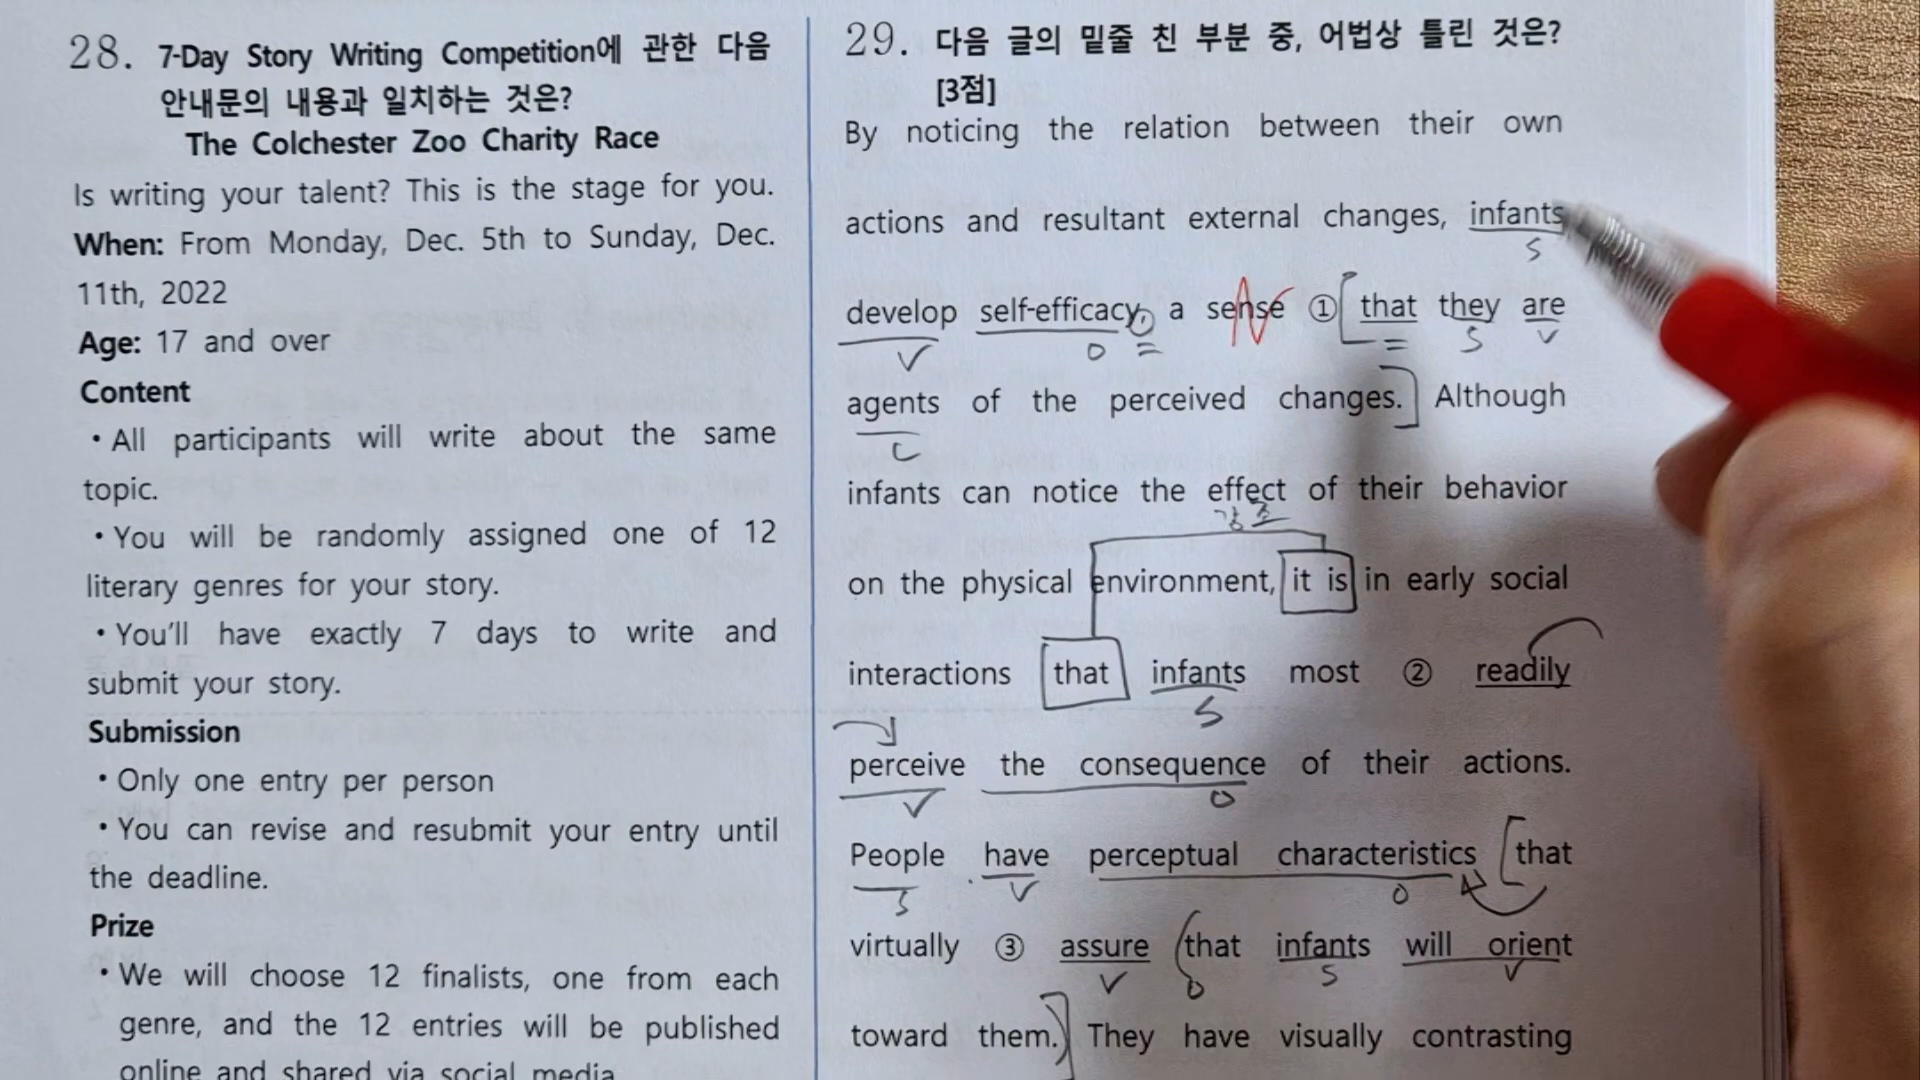 28. 7-Day Story Writing Competition에 관한 다음
안내문의 내용과 일치하는 것은?
The Colchester Zoo Charity Race
Is writing your talent? This is the stage for you.
When: From Monday, Dec. 5th to Sunday, Dec.
11th, 2022
Age: 17 and over
Content
• All participants will write about the same
topic.
• You will be randomly assigned one of 12
literary genres for your story.
• You'll have exactly 7 days to write and
submit your story.
Submission
• Only one entry per person
• You can revise and resubmit your entry until
the deadline.
Prize
• We will choose 12 finalists, one from each
genre, and the 12 entries will be published
online and shared via social media.
29. 다음 글의 밑줄 친 부분 중, 어법상 틀린 것은?
[3점]
By noticing the relation between their own
actions and resultant external changes, infants
S
develop self-efficacy, a sense ① that they are
V O = N = S V
agents of the perceived changes. Although
C
infants can notice the effect of their behavior
강조
on the physical environment, it is in early social
interactions that infants most ② readily
S
perceive the consequence of their actions.
V O
People have perceptual characteristics that
S V O
virtually ③ assure that infants will orient
V O S V
toward them. They have visually contrasting